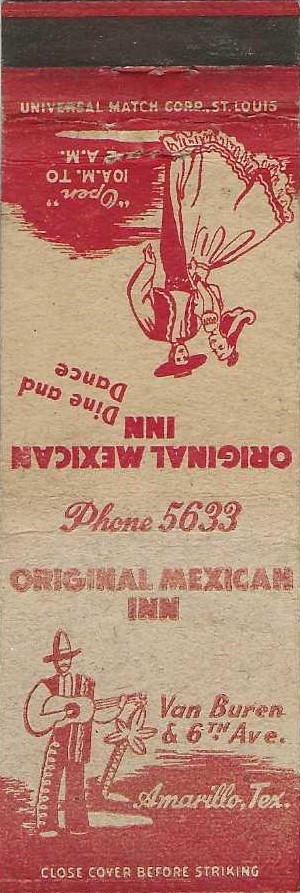 UNIVERSAL MATCH CORP., ST. LOUIS
ORIGINAL MEXICAN
INN
Dine and
Dance
"Open"
10 A.M. TO
2 A.M.
Phone 5633
ORIGINAL MEXICAN
INN
Van Buren
& 6TH Ave.
Amarillo, Tex.
CLOSE COVER BEFORE STRIKING